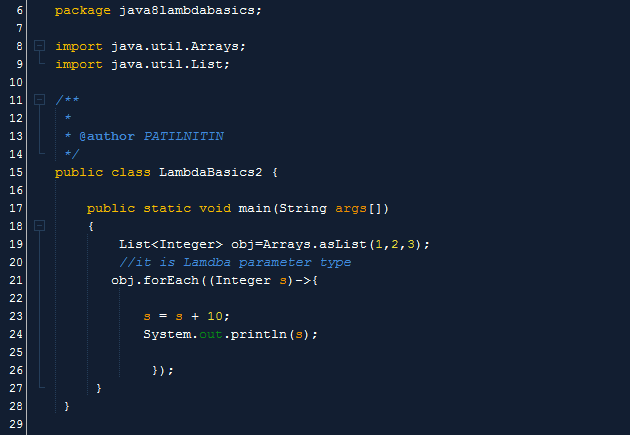 6 package java8lambdabasics;
7
8 import java.util.Arrays;
9 import java.util.List;
10
11 /**
12 *
13 * @author PATILNITIN
14 */
15 public class LambdaBasics2 {
16
17 public static void main(String args[])
18 {
19 List<Integer> obj=Arrays.asList(1,2,3);
20 //it is Lamdba parameter type
21 obj.forEach((Integer s)->{
22
23 s = s + 10;
24 System.out.println(s);
25
26 });
27 }
28 }
29